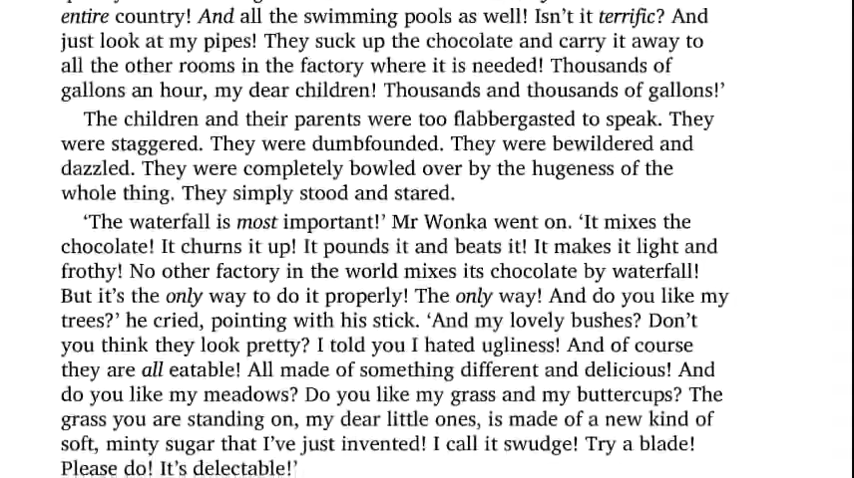 entire country! And all the swimming pools as well! Isn't it terrific? And
just look at my pipes! They suck up the chocolate and carry it away to
all the other rooms in the factory where it is needed! Thousands of
gallons an hour, my dear children! Thousands and thousands of gallons!'
The children and their parents were too flabbergasted to speak. They
were staggered. They were dumbfounded. They were bewildered and
dazzled. They were completely bowled over by the hugeness of the
whole thing. They simply stood and stared.
'The waterfall is most important!' Mr Wonka went on. 'It mixes the
chocolate! It churns it up! It pounds it and beats it! It makes it light and
frothy! No other factory in the world mixes its chocolate by waterfall!
But it's the only way to do it properly! The only way! And do you like my
trees?' he cried, pointing with his stick. 'And my lovely bushes? Don't
you think they look pretty? I told you I hated ugliness! And of course
they are all eatable! All made of something different and delicious! And
do you like my meadows? Do you like my grass and my buttercups? The
grass you are standing on, my dear little ones, is made of a new kind of
soft, minty sugar that I've just invented! I call it swudge! Try a blade!
Please do! It's delectable!'